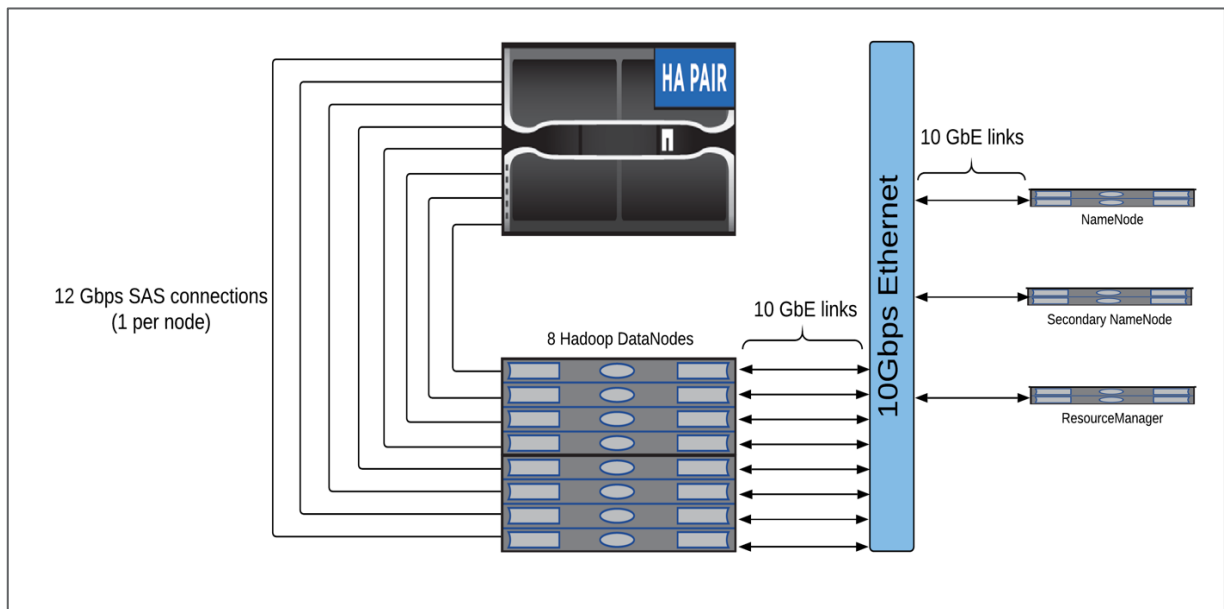 HA PAIR
10 GbE links
NameNode
12 Gbps SAS connections
(1 per node)
10Gbps Ethernet
Secondary NameNode
10 GbE links
8 Hadoop DataNodes
ResourceManager